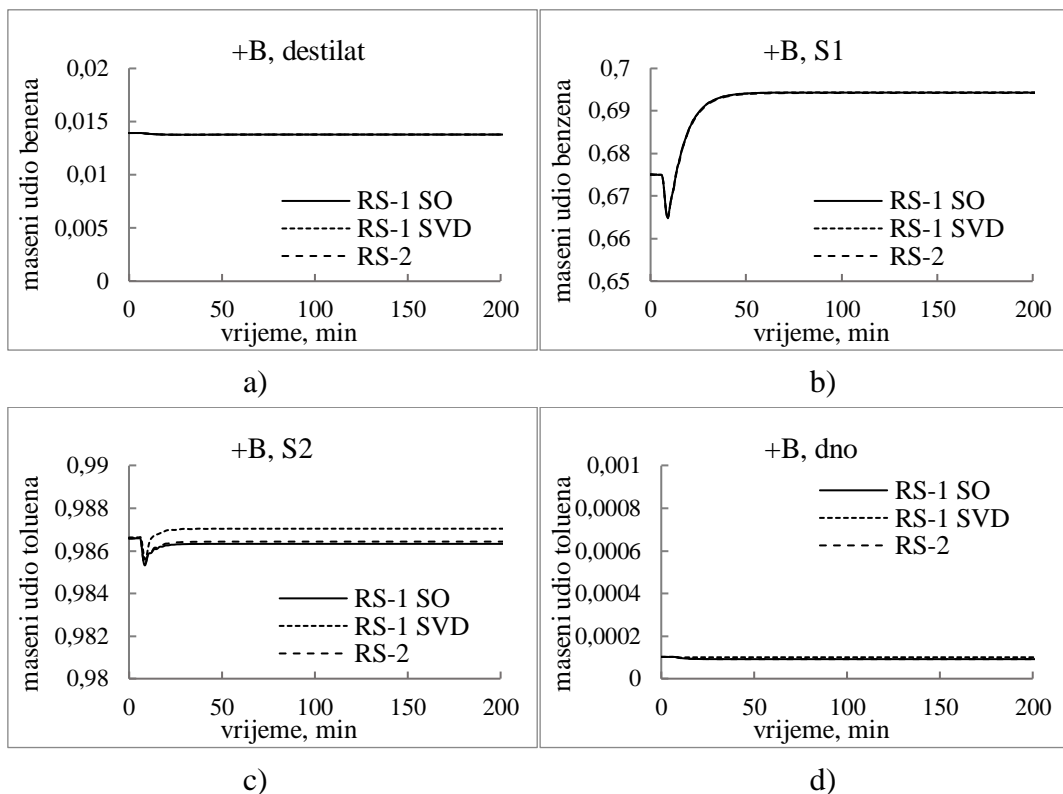 +B, destilat
maseni udio benena
0,02
0,015
0,01
0,005
0
RS-1 SO
RS-1 SVD
RS-2
0 50 100 150 200
vrijeme, min
a)
+B, S1
maseni udio benzena
0,7
0,69
0,68
0,67
0,66
0,65
RS-1 SO
RS-1 SVD
RS-2
0 50 100 150 200
vrijeme, min
b)
+B, S2
maseni udio toluena
0,99
0,988
0,986
0,984
0,982
0,98
RS-1 SO
RS-1 SVD
RS-2
0 50 100 150 200
vrijeme, min
c)
+B, dno
maseni udio toluena
0,001
0,0008
0,0006
0,0004
0,0002
0
RS-1 SO
RS-1 SVD
RS-2
0 50 100 150 200
vrijeme, min
d)